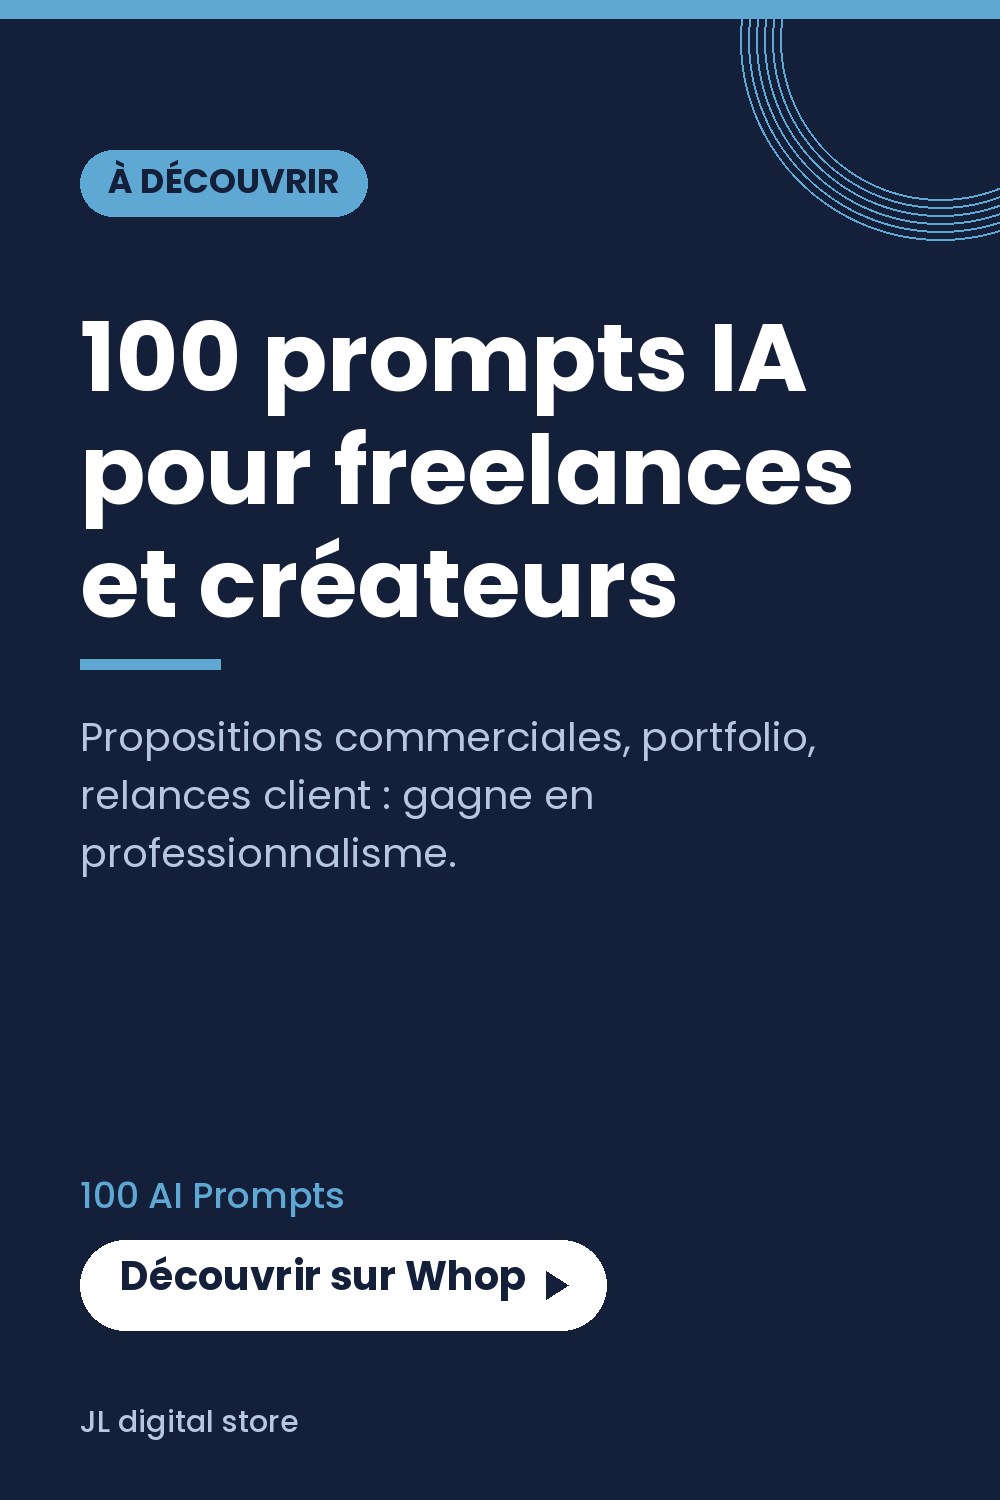 À DÉCOUVRIR
100 prompts IA
pour freelances
et créateurs
Propositions commerciales, portfolio,
relances client : gagne en
professionnalisme.
100 AI Prompts
Découvrir sur Whop
JL digital store